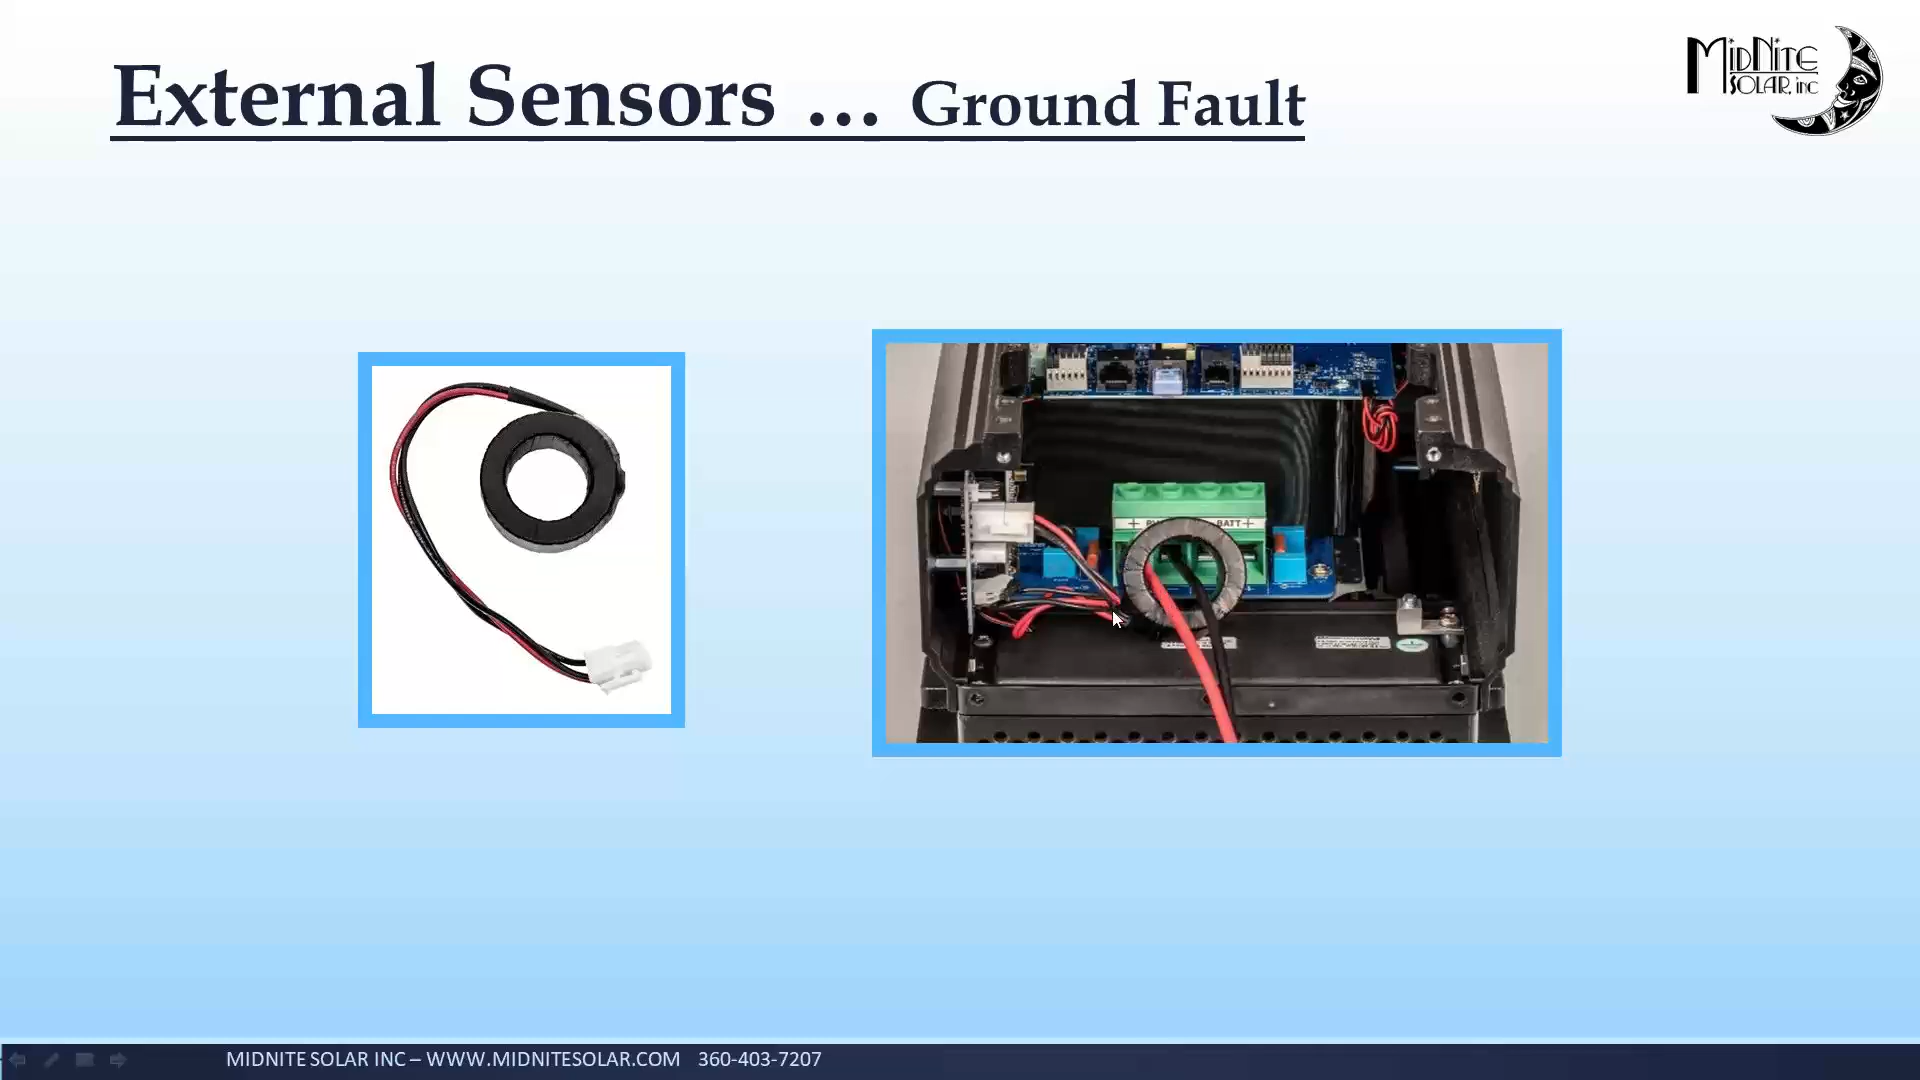 External Sensors ... Ground Fault
MIDNITE
SOLAR, inc
+ BATT +
MIDNITE SOLAR INC – WWW.MIDNITESOLAR.COM 360-403-7207